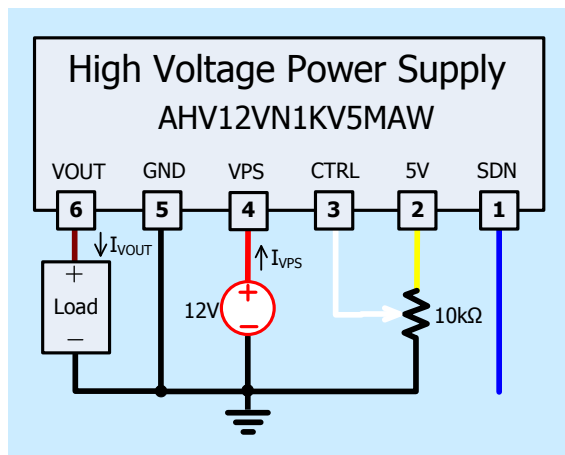 High Voltage Power Supply
AHV12VN1KV5MAW
VOUT GND VPS CTRL 5V SDN
6 5 4 3 2 1
IVOUT IVPS
+ +
Load 12V 10kΩ
− −